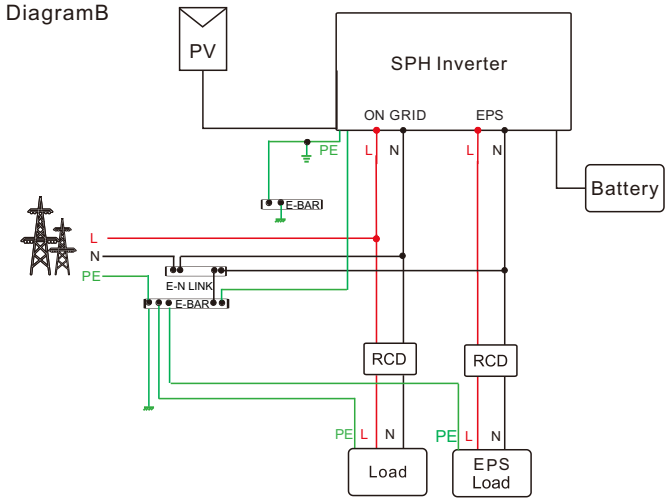 DiagramB
PV
SPH Inverter
ON GRID
EPS
PE
L
N
L
N
E-BAR
Battery
L
N
PE
E-N LINK
E-BAR
RCD
RCD
PE
L
N
PE
L
N
Load
EPS
Load